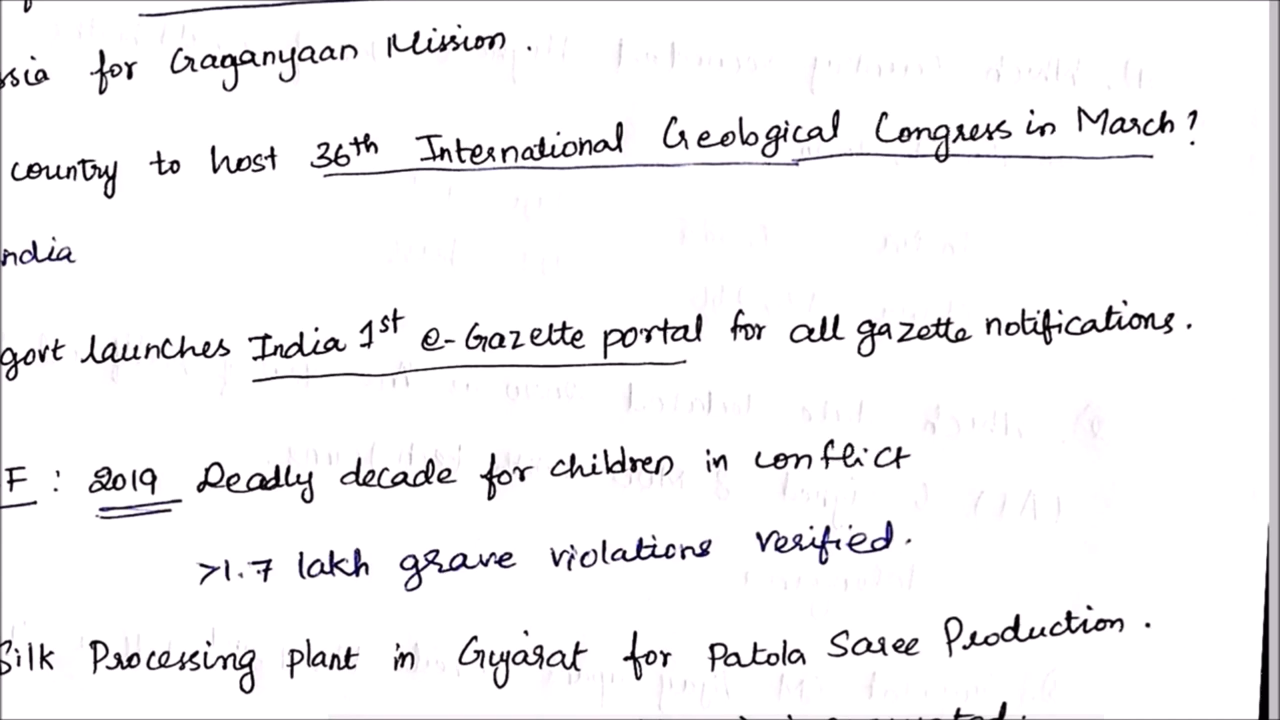 ssia for Gaganyaan Mission.
country to host 36th International Geological Congress in March?
ndia
govt launches India 1st e-Gazette portal for all gazette notifications.
F : 2019 Deadly decade for children in conflict
>1.7 lakh grave violations verified.
Silk Processing plant in Gujarat for Patola Saree Production.